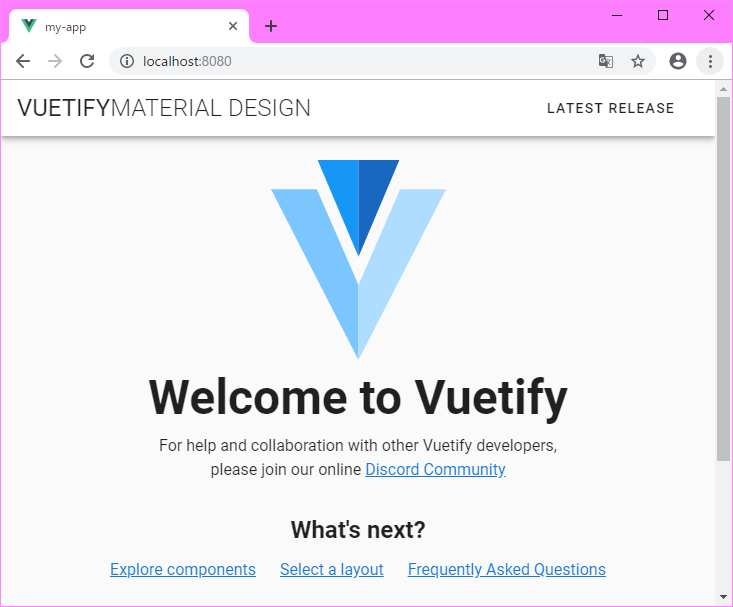 my-app
localhost:8080
VUETIFYMATERIAL DESIGN
LATEST RELEASE
Welcome to Vuetify
For help and collaboration with other Vuetify developers,
please join our online Discord Community
What's next?
Explore components Select a layout Frequently Asked Questions